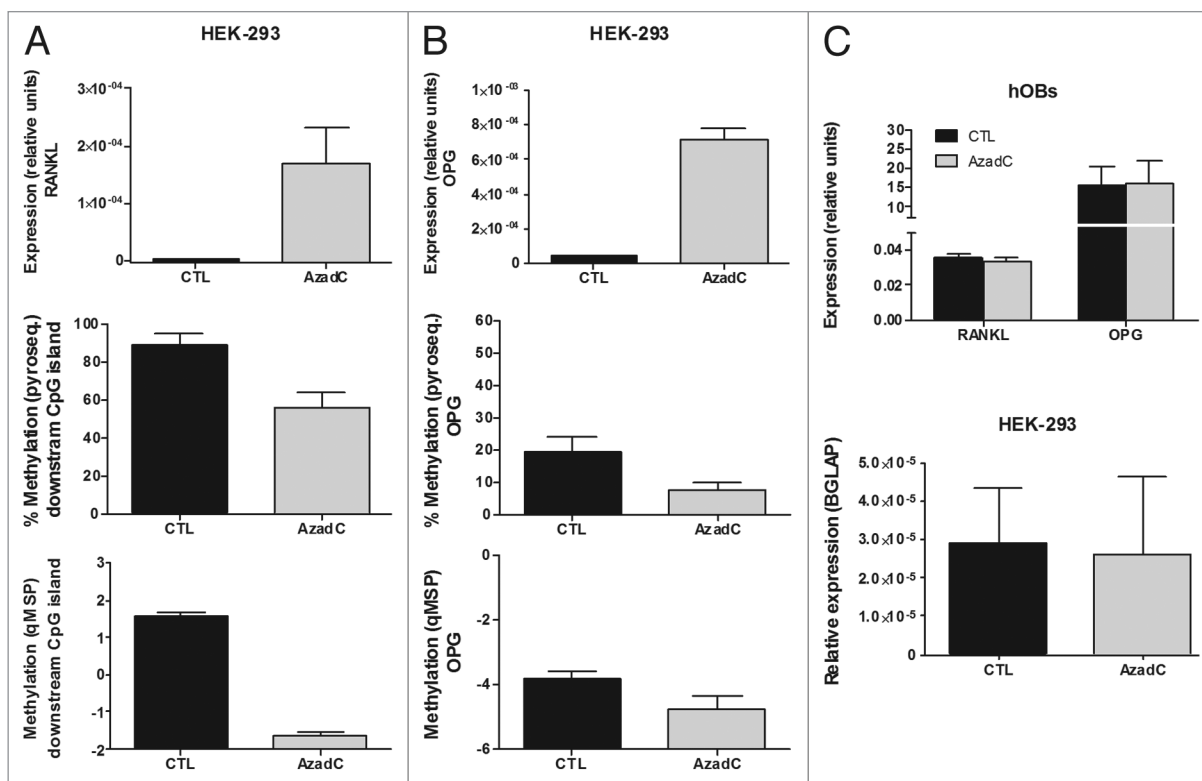 A
HEK-293
Expression (relative units)
RANKL
3×10⁻⁰⁴
2×10⁻⁰⁴
1×10⁻⁰⁴
0
CTL
AzadC
% Methylation (pyroseq.)
downstram CpG island
100
80
60
40
20
0
CTL
AzadC
Methylation (qMSP)
downstream CpG island
2
1
0
-1
-2
CTL
AzadC
B
HEK-293
Expression (relative units)
OPG
1×10⁻⁰³
8×10⁻⁰⁴
6×10⁻⁰⁴
4×10⁻⁰⁴
2×10⁻⁰⁴
0
CTL
AzadC
% Methylation (pyroseq.)
OPG
60
50
40
30
20
10
0
CTL
AzadC
Methylation (qMSP)
OPG
-0
-2
-4
-6
CTL
AzadC
C
hOBs
Expression (relative units)
30
25
20
15
10
0.04
0.02
0.00
CTL
AzadC
RANKL
OPG
HEK-293
Relative expression (BGLAP)
5.0×10⁻⁵
4.0×10⁻⁵
3.0×10⁻⁵
2.0×10⁻⁵
1.0×10⁻⁵
0
CTL
AzadC